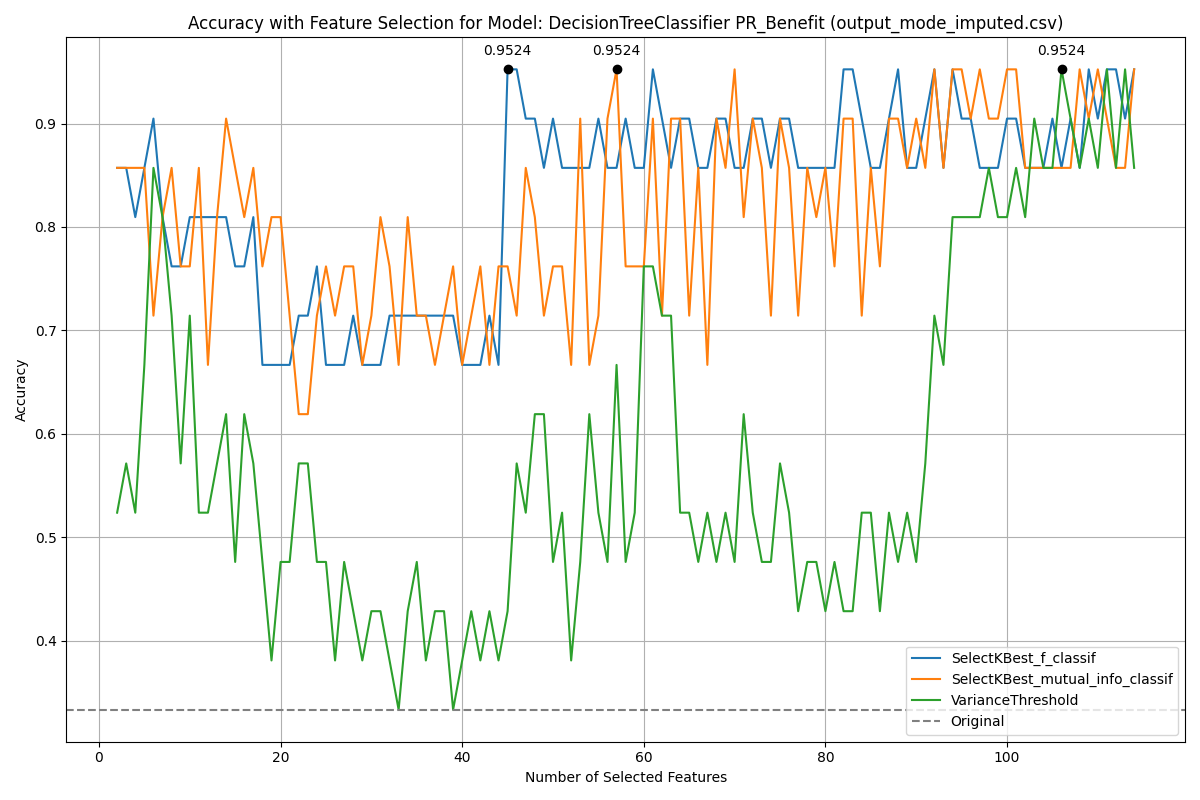 Accuracy with Feature Selection for Model: DecisionTreeClassifier PR_Benefit (output_mode_imputed.csv)
0.9524 0.9524 0.9524
0.9
0.8
0.7
0.6
0.5
0.4
Accuracy
SelectKBest_f_classif
SelectKBest_mutual_info_classif
VarianceThreshold
Original
0 20 40 60 80 100
Number of Selected Features